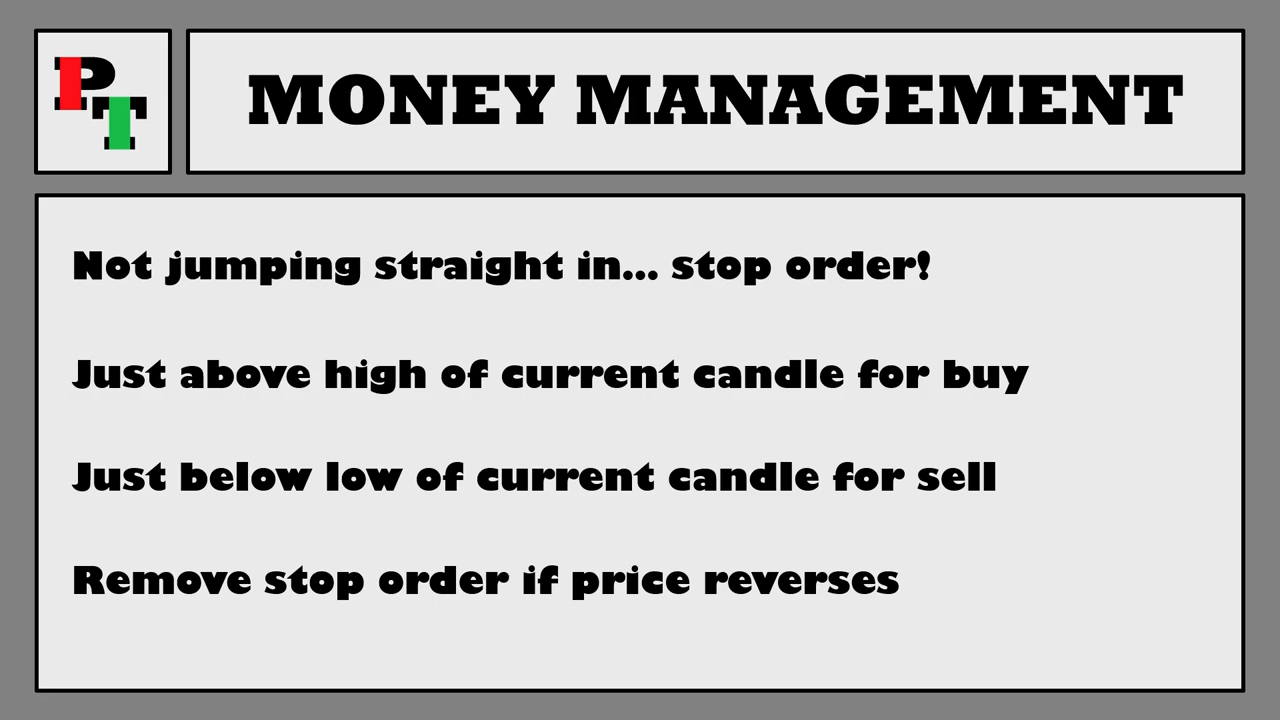 PT
MONEY MANAGEMENT
Not jumping straight in... stop order!
Just above high of current candle for buy
Just below low of current candle for sell
Remove stop order if price reverses